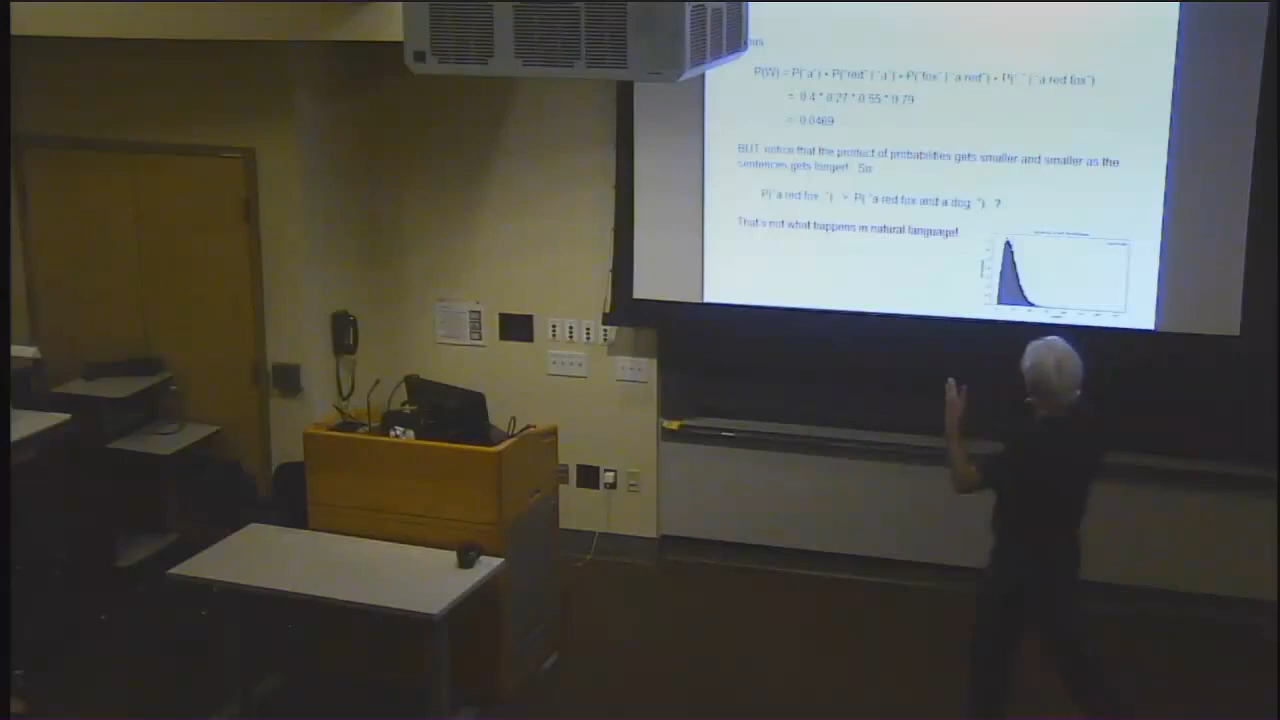 P(W) = P("a") * P("red" | "a") * P("fox" | "a red") * P("." | "a red fox")
= 0.4 * 0.27 * 0.55 * 0.79
= 0.0469
BUT notice that the product of probabilities gets smaller and smaller as the
sentences gets longer! So:
P("a red fox .") > P( "a red fox and a dog .") ?
That's not what happens in natural language!